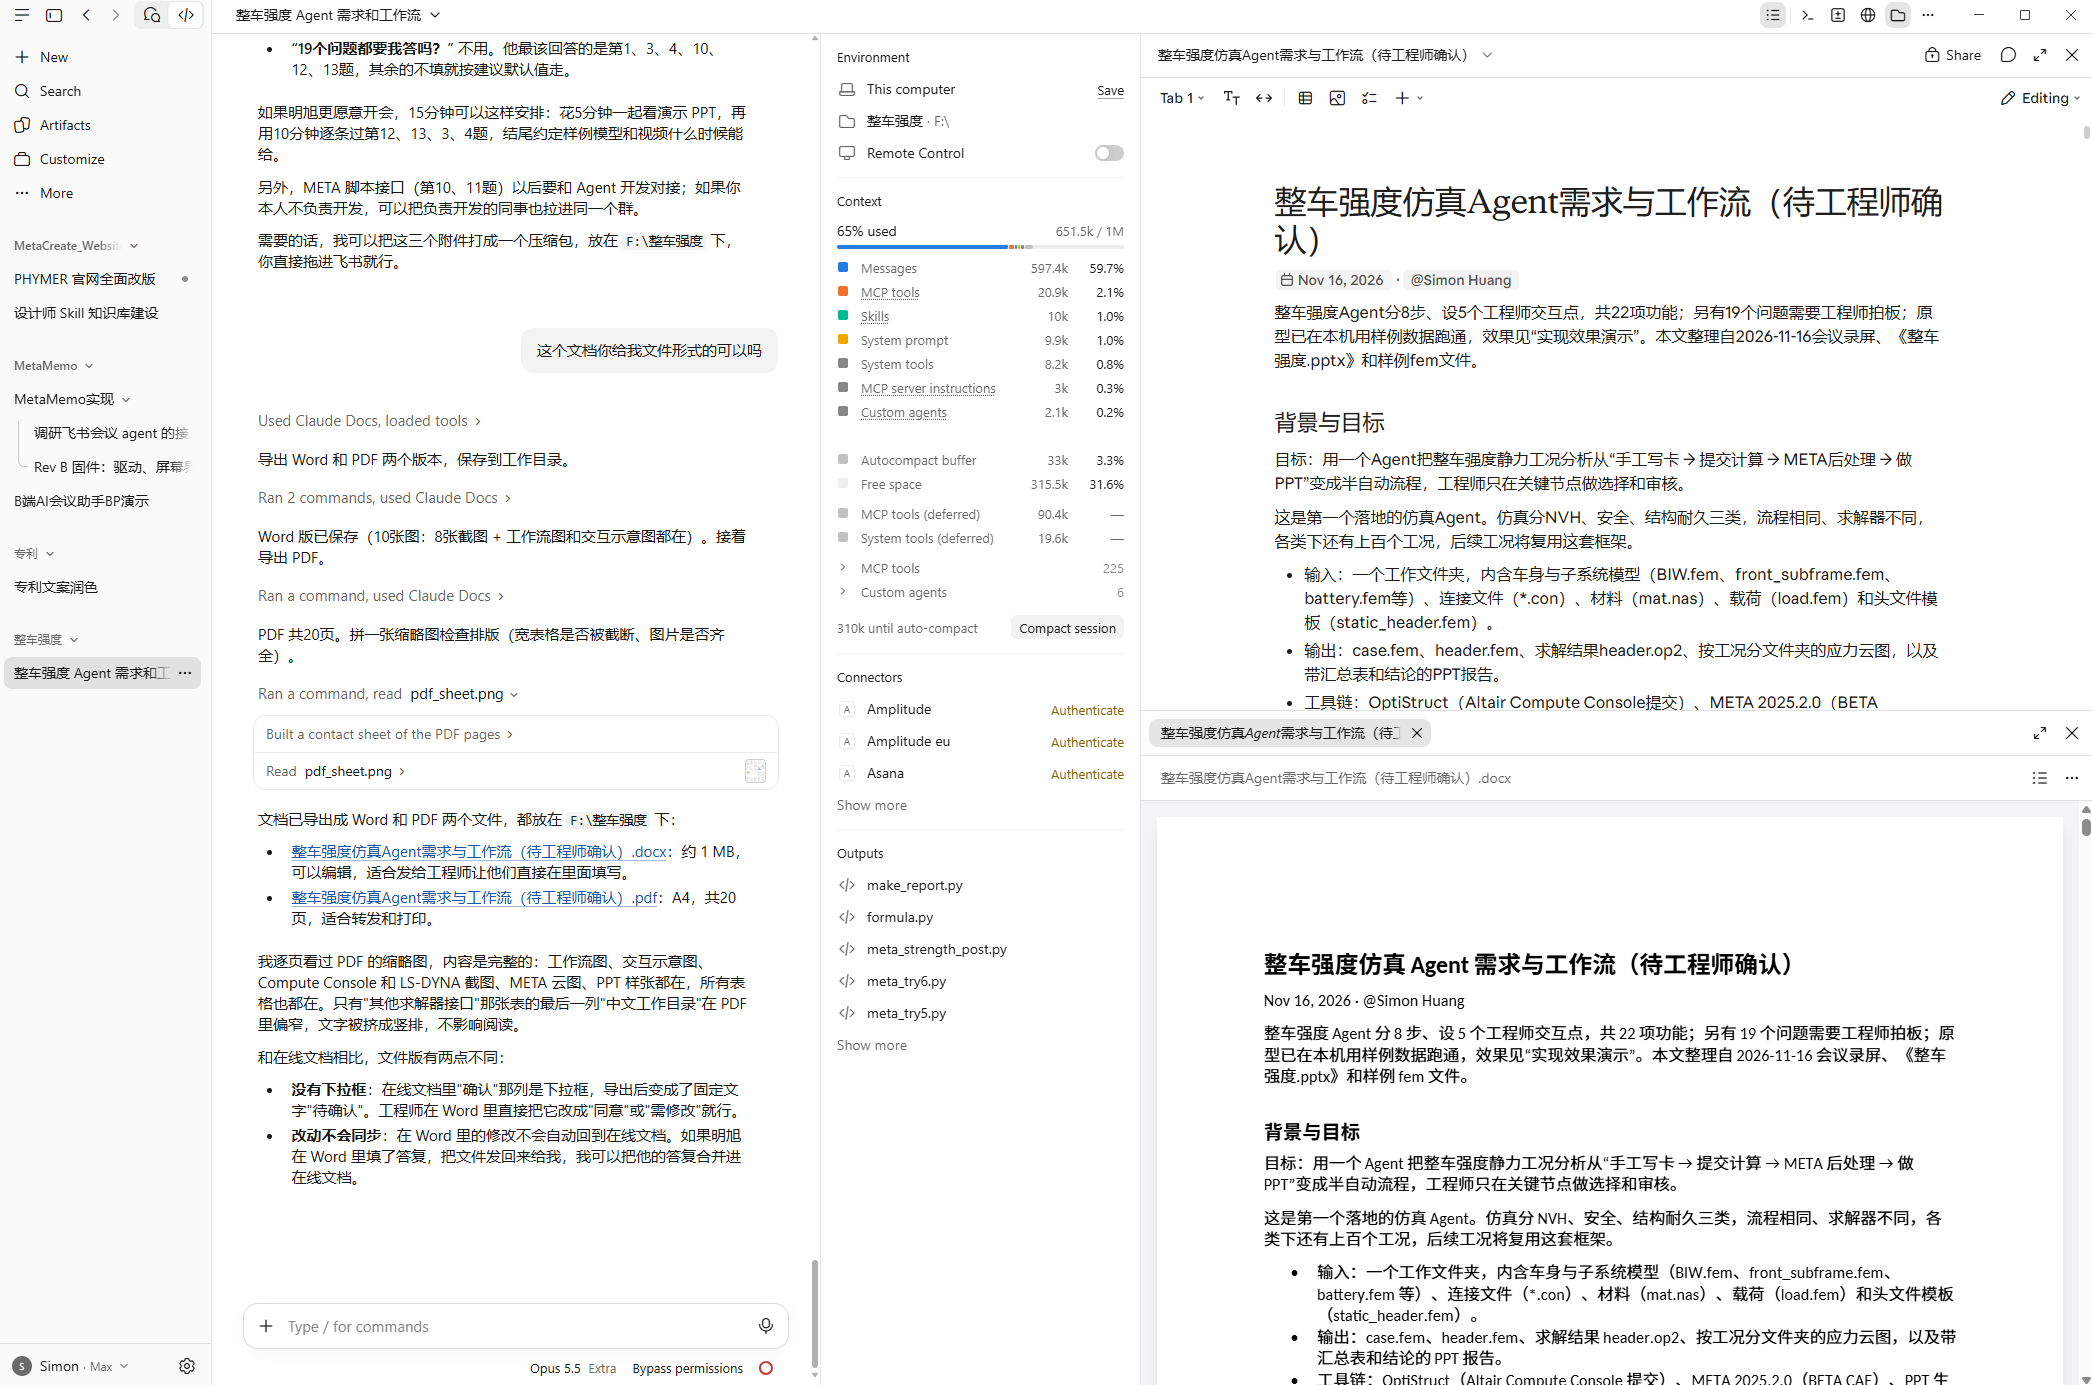 整车强度 Agent 需求和工作流
New
Search
Artifacts
Customize
More
MetaCreate_Websit
PHYMER 官网全面改版
设计师 Skill 知识库建设
MetaMemo
MetaMemo实现
调研飞书会议 agent 的接
Rev B 固件：驱动、屏幕
B端AI会议助手BP演示
专利
专利文案润色
整车强度
整车强度 Agent 需求和工
S Simon · Max
“19个问题都要我答吗？” 不用。他最该回答的是第1、3、4、10、
12、13题，其余的不填就按建议默认值走。
如果明旭更愿意开会，15分钟可以这样安排：花5分钟一起看演示 PPT，再
用10分钟逐条过第12、13、3、4题，结尾约定样例模型和视频什么时候能
给。
另外，META 脚本接口（第10、11题）以后要和 Agent 开发对接；如果你
本人不负责开发，可以把负责开发的同事也拉进同一个群。
需要的话，我可以把这三个附件打成一个压缩包，放在 F:\整车强度 下，
你直接拖进飞书就行。
这个文档你给我文件形式的可以吗
Used Claude Docs, loaded tools
导出 Word 和 PDF 两个版本，保存到工作目录。
Ran 2 commands, used Claude Docs
Word 版已保存（10张图：8张截图 + 工作流图和交互示意图都在）。接着
导出 PDF。
Ran a command, used Claude Docs
PDF 共20页。拼一张缩略图检查排版（宽表格是否被截断、图片是否齐
全）。
Ran a command, read pdf_sheet.png
Built a contact sheet of the PDF pages
Read pdf_sheet.png
文档已导出成 Word 和 PDF 两个文件，都放在 F:\整车强度 下：
整车强度仿真Agent需求与工作流（待工程师确认）.docx：约 1 MB，
可以编辑，适合发给工程师让他们直接在里面填写。
整车强度仿真Agent需求与工作流（待工程师确认）.pdf：A4，共20
页，适合转发和打印。
我逐页看过 PDF 的缩略图，内容是完整的：工作流图、交互示意图、
Compute Console 和 LS-DYNA 截图、META 云图、PPT 样张都在，所有表
格也都在。只有"其他求解器接口"那张表的最后一列"中文工作目录"在 PDF
里偏窄，文字被挤成竖排，不影响阅读。
和在线文档相比，文件版有两点不同：
没有下拉框：在线文档里"确认"那列是下拉框，导出后变成了固定文
字"待确认"。工程师在 Word 里直接把它改成"同意"或"需修改"就行。
改动不会同步：在 Word 里的修改不会自动回到在线文档。如果明旭
在 Word 里填了答复，把文件发回来给我，我可以把他的答复合并进
在线文档。
Type / for commands
Opus 5.5 Extra Bypass permissions
Environment
This computer Save
整车强度 · F:\
Remote Control
Context
65% used 651.5k / 1M
Messages 597.4k 59.7%
MCP tools 20.9k 2.1%
Skills 10k 1.0%
System prompt 9.9k 1.0%
System tools 8.2k 0.8%
MCP server instructions 3k 0.3%
Custom agents 2.1k 0.2%
Autocompact buffer 33k 3.3%
Free space 315.5k 31.6%
MCP tools (deferred) 90.4k —
System tools (deferred) 19.6k —
MCP tools 225
Custom agents 6
310k until auto-compact Compact session
Connectors
A Amplitude Authenticate
A Amplitude eu Authenticate
A Asana Authenticate
Show more
Outputs
make_report.py
formula.py
meta_strength_post.py
meta_try6.py
meta_try5.py
Show more
整车强度仿真Agent需求与工作流（待工程师确认） Share
Tab 1 Editing
整车强度仿真Agent需求与工作流（待工程师确
认）
Nov 16, 2026 · @Simon Huang
整车强度Agent分8步、设5个工程师交互点，共22项功能；另有19个问题需要工程师拍板；原
型已在本机用样例数据跑通，效果见“实现效果演示”。本文整理自2026-11-16会议录屏、《整车
强度.pptx》和样例fem文件。
背景与目标
目标：用一个Agent把整车强度静力工况分析从“手工写卡 → 提交计算 → META后处理 → 做
PPT”变成半自动流程，工程师只在关键节点做选择和审核。
这是第一个落地的仿真Agent。仿真分NVH、安全、结构耐久三类，流程相同、求解器不同，
各类下还有上百个工况，后续工况将复用这套框架。
输入：一个工作文件夹，内含车身与子系统模型（BIW.fem、front_subframe.fem、
battery.fem等）、连接文件（*.con）、材料（mat.nas）、载荷（load.fem）和头文件模
板（static_header.fem）。
输出：case.fem、header.fem、求解结果header.op2、按工况分文件夹的应力云图，以及
带汇总表和结论的PPT报告。
工具链：OptiStruct（Altair Compute Console提交）、META 2025.2.0（BETA
整车强度仿真Agent需求与工作流（待工
整车强度仿真Agent需求与工作流（待工程师确认）.docx
整车强度仿真 Agent 需求与工作流（待工程师确认）
Nov 16, 2026 · @Simon Huang
整车强度 Agent 分 8 步、设 5 个工程师交互点，共 22 项功能；另有 19 个问题需要工程师拍板；原
型已在本机用样例数据跑通，效果见“实现效果演示”。本文整理自 2026-11-16 会议录屏、《整车
强度.pptx》和样例 fem 文件。
背景与目标
目标：用一个 Agent 把整车强度静力工况分析从“手工写卡 → 提交计算 → META 后处理 → 做
PPT”变成半自动流程，工程师只在关键节点做选择和审核。
这是第一个落地的仿真 Agent。仿真分 NVH、安全、结构耐久三类，流程相同、求解器不同，各
类下还有上百个工况，后续工况将复用这套框架。
输入：一个工作文件夹，内含车身与子系统模型（BIW.fem、front_subframe.fem、
battery.fem 等）、连接文件（*.con）、材料（mat.nas）、载荷（load.fem）和头文件模板
（static_header.fem）。
输出：case.fem、header.fem、求解结果 header.op2、按工况分文件夹的应力云图，以及带
汇总表和结论的 PPT 报告。
工具链：OptiStruct（Altair Compute Console 提交）、META 2025.2.0（BETA CAE）、PPT 生